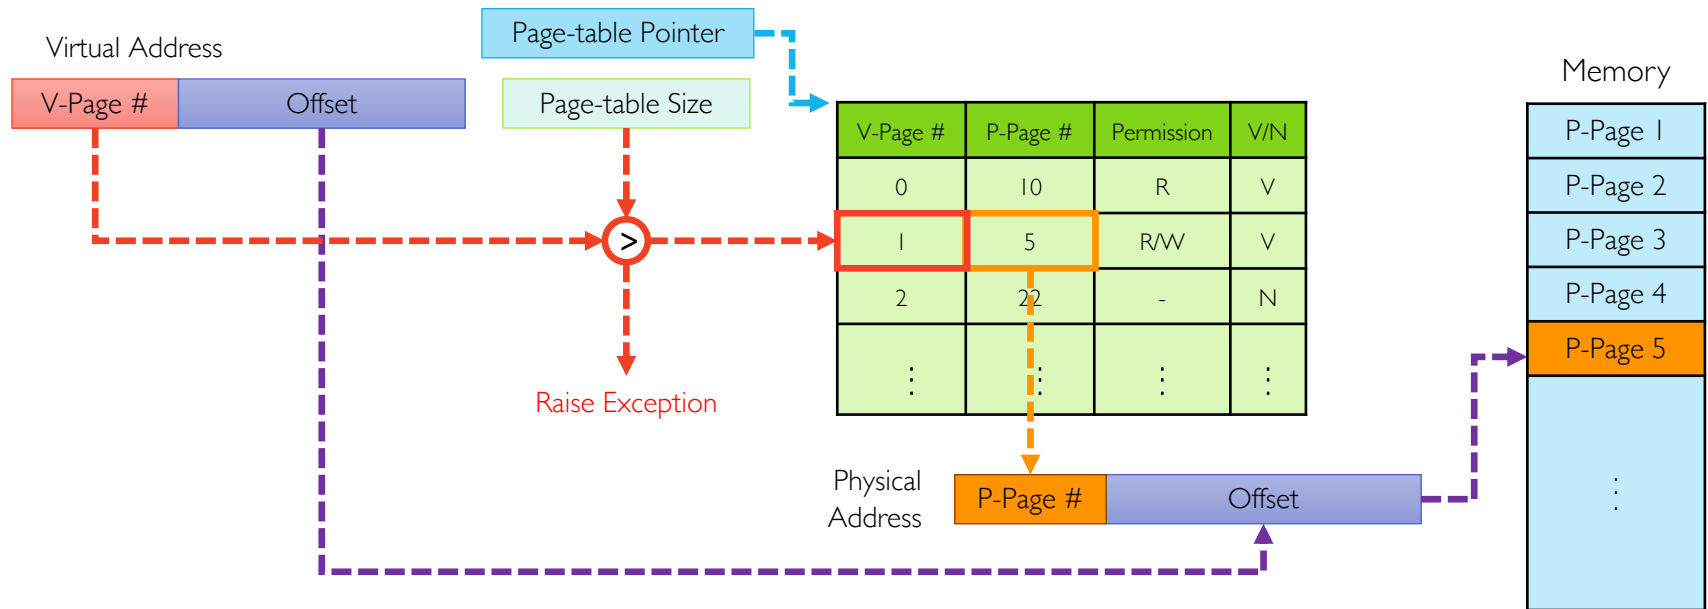 Page-table Pointer
Virtual Address
V-Page #
Offset
Page-table Size
>
Raise Exception
V-Page # P-Page # Permission V/N
0 10 R V
1 5 R/W V
2 22 - N
⋮ ⋮ ⋮ ⋮
Physical
Address
P-Page #
Offset
Memory
P-Page 1
P-Page 2
P-Page 3
P-Page 4
P-Page 5
⋮